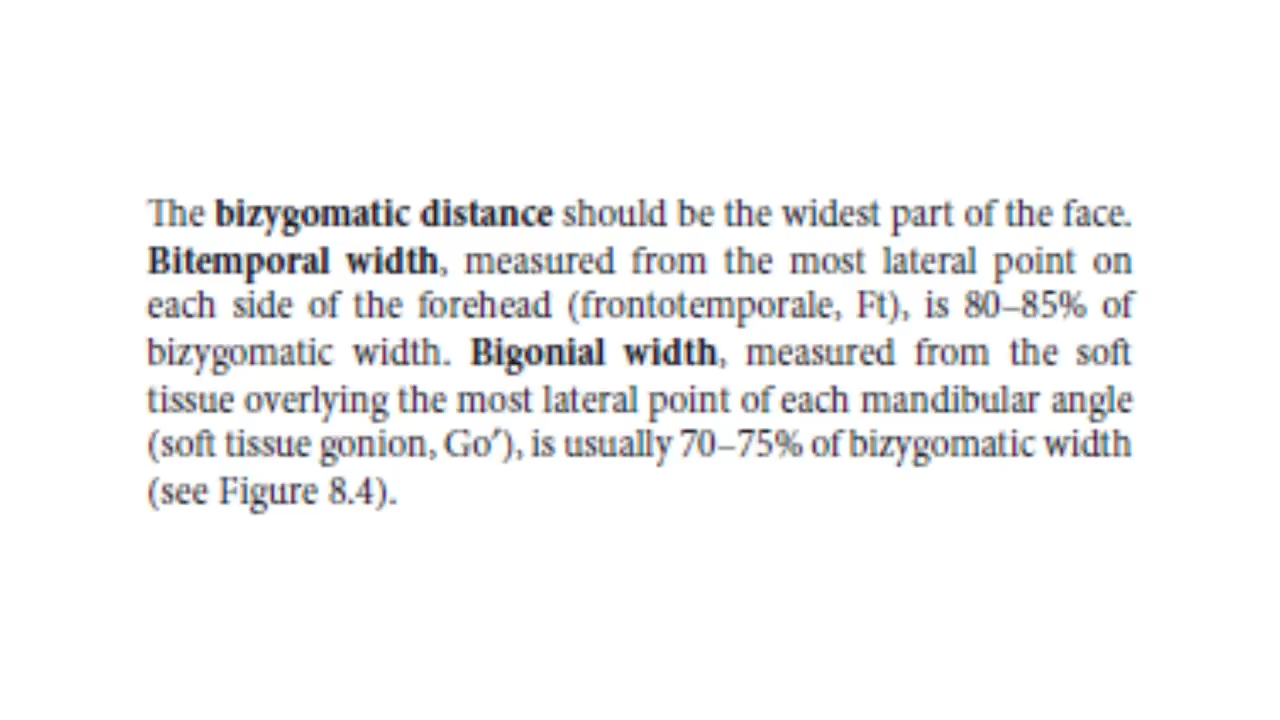 The bizygomatic distance should be the widest part of the face.
Bitemporal width, measured from the most lateral point on
each side of the forehead (frontotemporale, Ft), is 80–85% of
bizygomatic width. Bigonial width, measured from the soft
tissue overlying the most lateral point of each mandibular angle
(soft tissue gonion, Go′), is usually 70–75% of bizygomatic width
(see Figure 8.4).